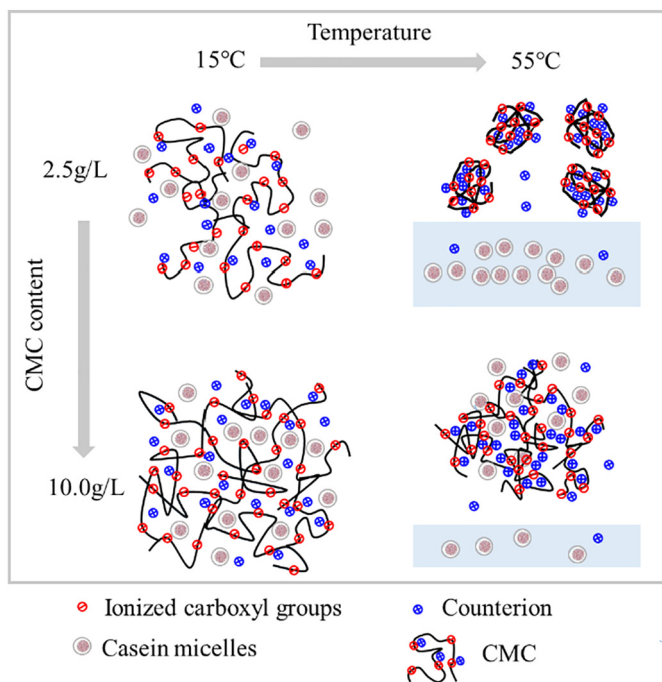 Temperature
15°C
55°C
2.5g/L
CMC content
10.0g/L
Ionized carboxyl groups
Counterion
Casein micelles
CMC